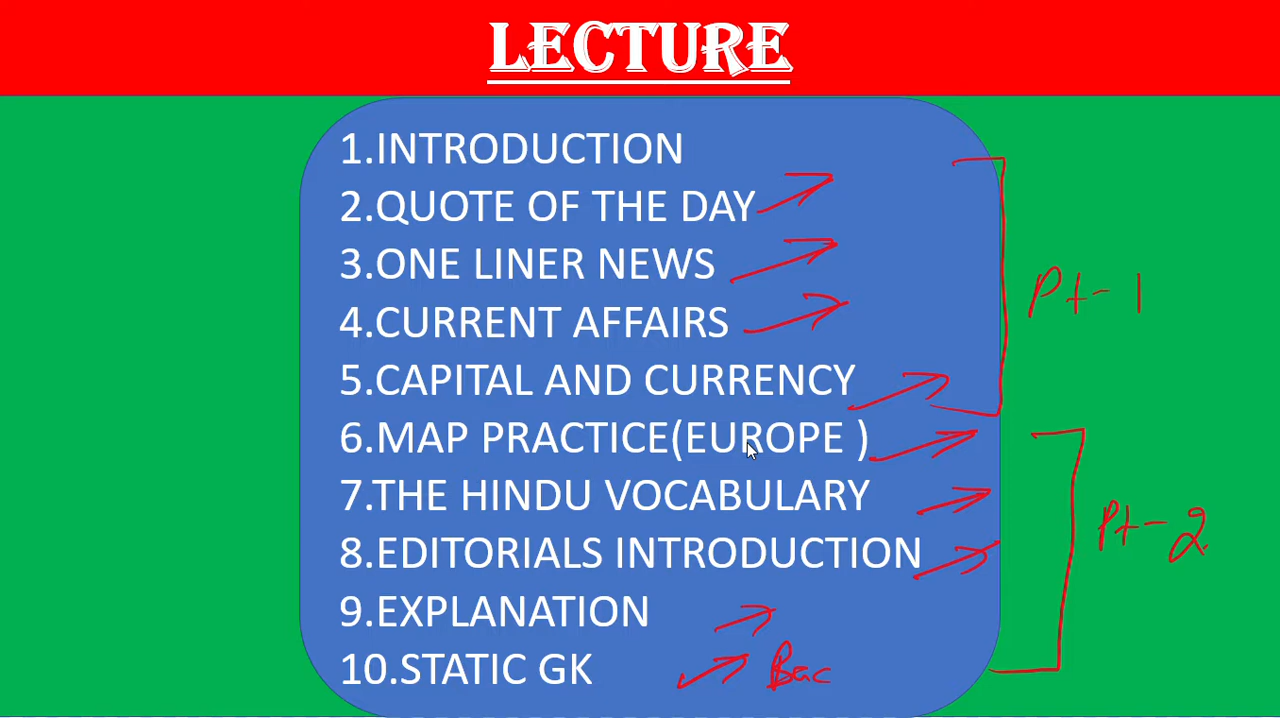 LECTURE
1.INTRODUCTION
2.QUOTE OF THE DAY
3.ONE LINER NEWS
4.CURRENT AFFAIRS
Pt-1
5.CAPITAL AND CURRENCY
6.MAP PRACTICE(EUROPE )
7.THE HINDU VOCABULARY
8.EDITORIALS INTRODUCTION
Pt-2
9.EXPLANATION
10.STATIC GK